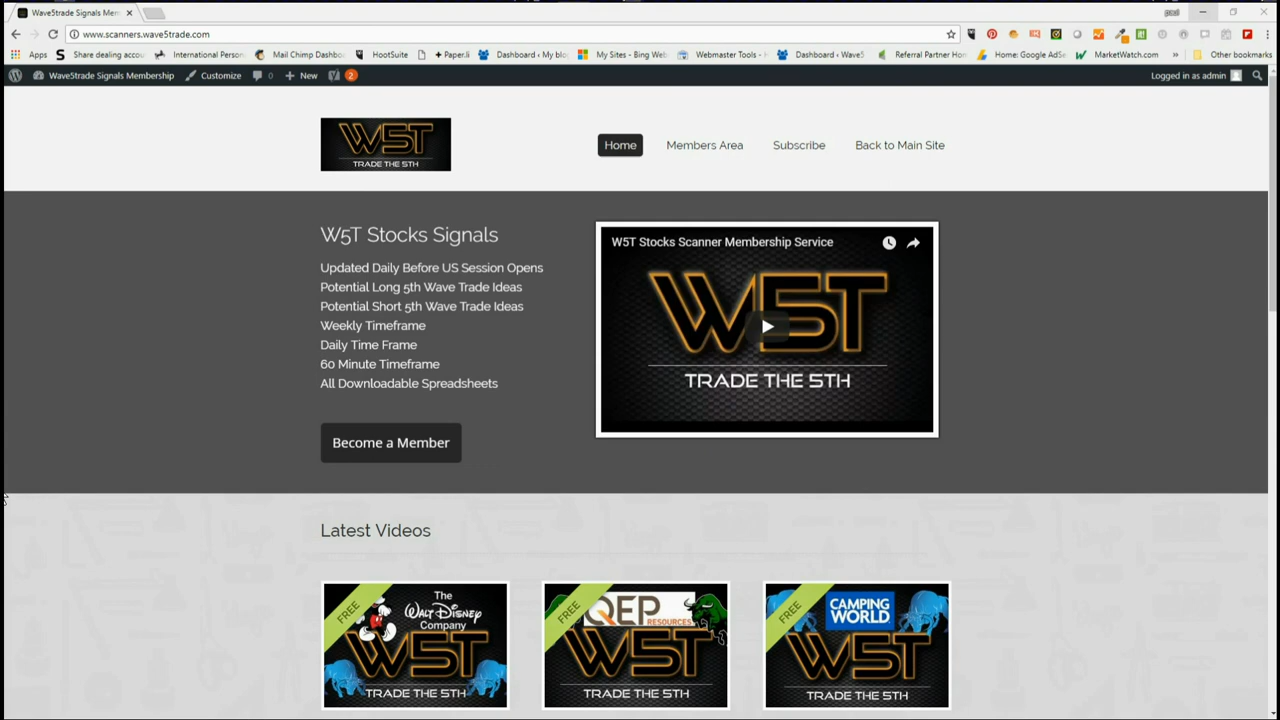 Wave5trade Signals Mem
www.scanners.wave5trade.com
Apps
Share dealing accou
International Person
Mail Chimp Dashbo
HootSuite
+ Paper.li
Dashboard ‹ My blo
My Sites - Bing Web
Webmaster Tools -
Dashboard ‹ Wave5
Referral Partner Ho
Home: Google AdSe
MarketWatch.com
»
Other bookmarks
Wave5trade Signals Membership
Customize
0
New
2
Logged in as admin
W5T
TRADE THE 5TH
Home
Members Area
Subscribe
Back to Main Site
W5T Stocks Signals
Updated Daily Before US Session Opens
Potential Long 5th Wave Trade Ideas
Potential Short 5th Wave Trade Ideas
Weekly Timeframe
Daily Time Frame
60 Minute Timeframe
All Downloadable Spreadsheets
Become a Member
W5T Stocks Scanner Membership Service
W5T
TRADE THE 5TH
Latest Videos
FREE
The
WALT DISNEY
Company
W5T
TRADE THE 5TH
FREE
QEP
RESOURCES
W5T
TRADE THE 5TH
FREE
CAMPING
WORLD
W5T
TRADE THE 5TH